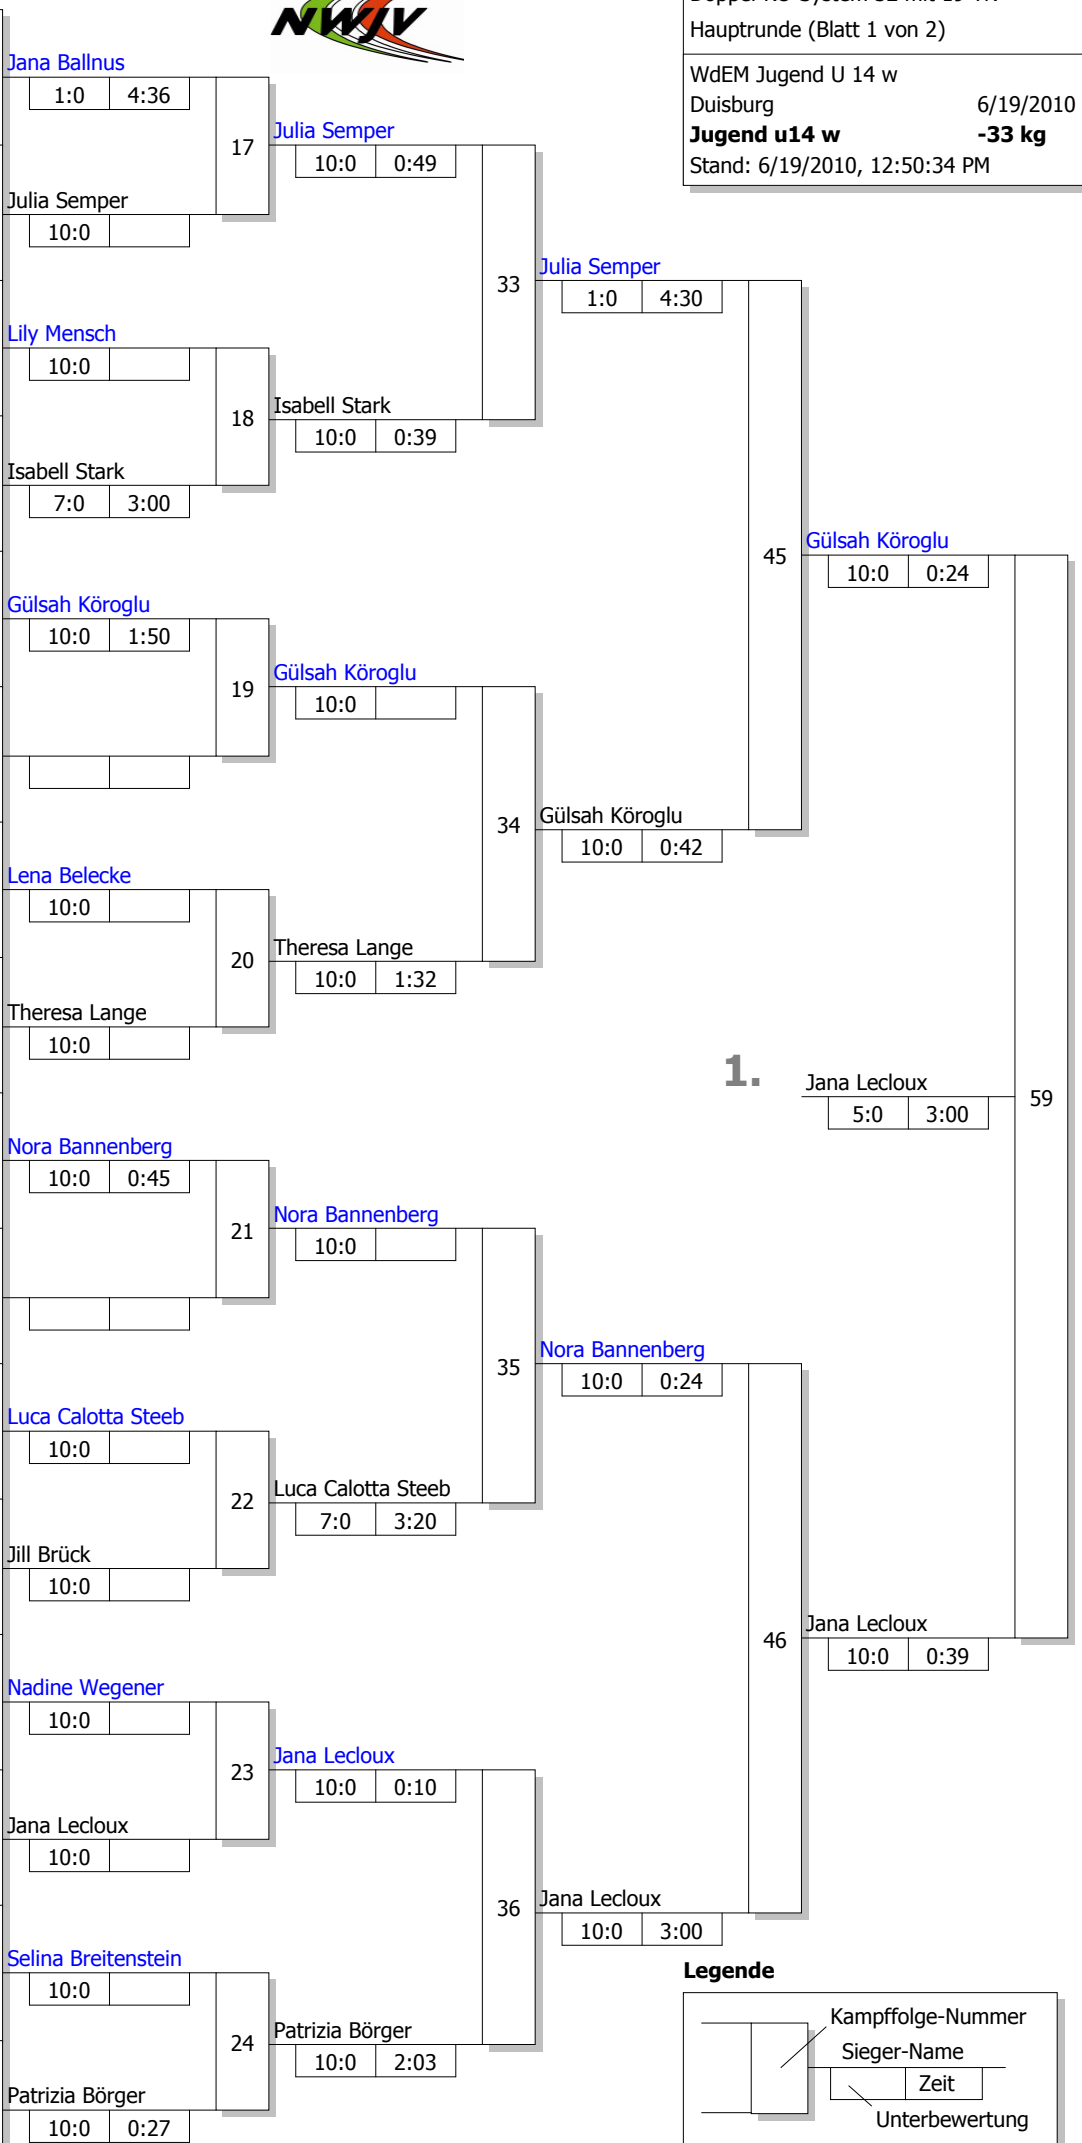 NWJV
Hauptrunde (Blatt 1 von 2)
WdEM Jugend U 14 w
Duisburg 6/19/2010
Jugend u14 w -33 kg
Stand: 6/19/2010, 12:50:34 PM
Jana Ballnus
1:0 4:36
17
Julia Semper
10:0 0:49
Julia Semper
10:0
33
Julia Semper
1:0 4:30
Lily Mensch
10:0
18
Isabell Stark
10:0 0:39
Isabell Stark
7:0 3:00
45
Gülsah Köroglu
10:0 0:24
Gülsah Köroglu
10:0 1:50
19
Gülsah Köroglu
10:0
34
Gülsah Köroglu
10:0 0:42
Lena Belecke
10:0
20
Theresa Lange
10:0 1:32
Theresa Lange
10:0
1.
Jana Lecloux
5:0 3:00
59
Nora Bannenberg
10:0 0:45
21
Nora Bannenberg
10:0
35
Nora Bannenberg
10:0 0:24
Luca Calotta Steeb
10:0
22
Luca Calotta Steeb
7:0 3:20
Jill Brück
10:0
46
Jana Lecloux
10:0 0:39
Nadine Wegener
10:0
23
Jana Lecloux
10:0 0:10
Jana Lecloux
10:0
36
Jana Lecloux
10:0 3:00
Selina Breitenstein
10:0
24
Patrizia Börger
10:0 2:03
Patrizia Börger
10:0 0:27
Legende
Kampffolge-Nummer
Sieger-Name
Zeit
Unterbewertung